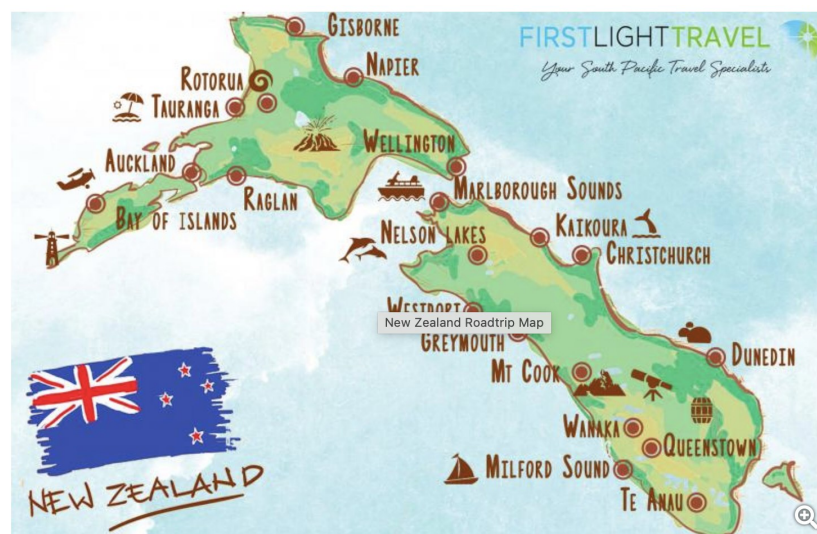 GISBORNE
FIRSTLIGHTTRAVEL
Your South Pacific Travel Specialists
NAPIER
ROTORUA
TAURANGA
WELLINGTON
AUCKLAND
MARLBOROUGH SOUNDS
RAGLAN
BAY OF ISLANDS
KAIKOURA
NELSON LAKES
CHRISTCHURCH
WESTPORT
New Zealand Roadtrip Map
GREYMOUTH
DUNEDIN
MT COOK
WANAKA
QUEENSTOWN
MILFORD SOUND
TE ANAU
NEW ZEALAND